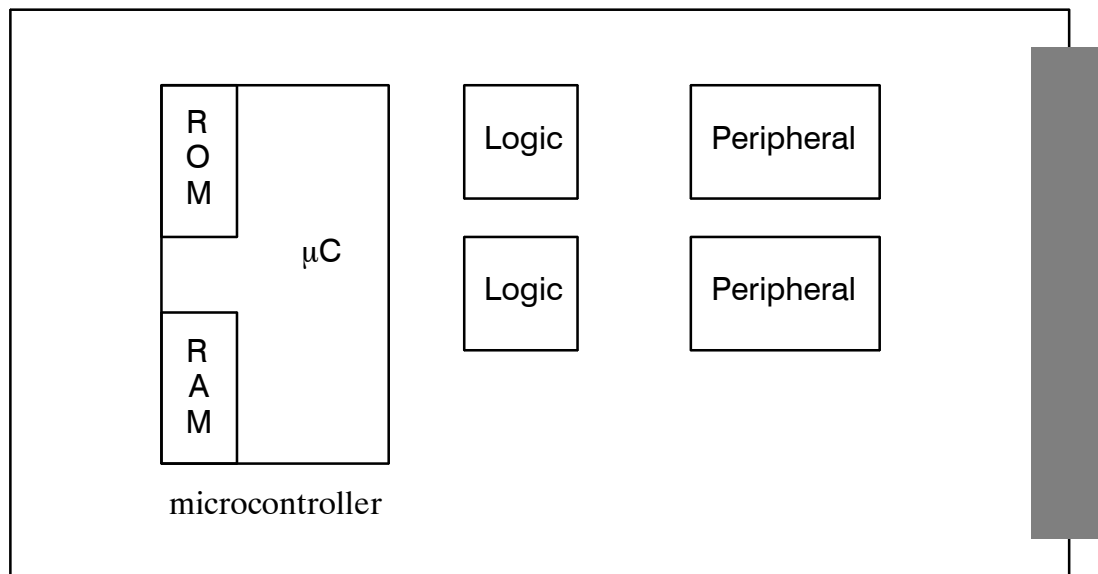 R
O
M
μC
R
A
M
microcontroller
Logic
Peripheral
Logic
Peripheral